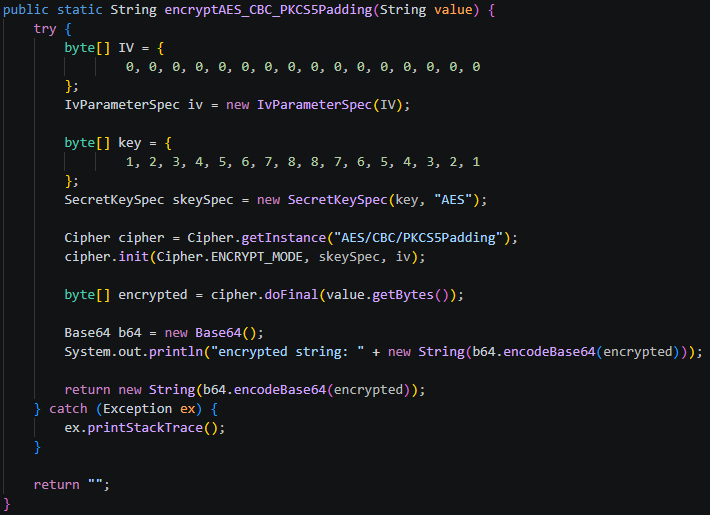 public static String encryptAES_CBC_PKCS5Padding(String value) {
    try {
        byte[] IV = {
                0, 0, 0, 0, 0, 0, 0, 0, 0, 0, 0, 0, 0, 0, 0, 0
        };
        IvParameterSpec iv = new IvParameterSpec(IV);

        byte[] key = {
                1, 2, 3, 4, 5, 6, 7, 8, 8, 7, 6, 5, 4, 3, 2, 1
        };
        SecretKeySpec skeySpec = new SecretKeySpec(key, "AES");

        Cipher cipher = Cipher.getInstance("AES/CBC/PKCS5Padding");
        cipher.init(Cipher.ENCRYPT_MODE, skeySpec, iv);

        byte[] encrypted = cipher.doFinal(value.getBytes());

        Base64 b64 = new Base64();
        System.out.println("encrypted string: " + new String(b64.encodeBase64(encrypted)));

        return new String(b64.encodeBase64(encrypted));
    } catch (Exception ex) {
        ex.printStackTrace();
    }

    return "";
}